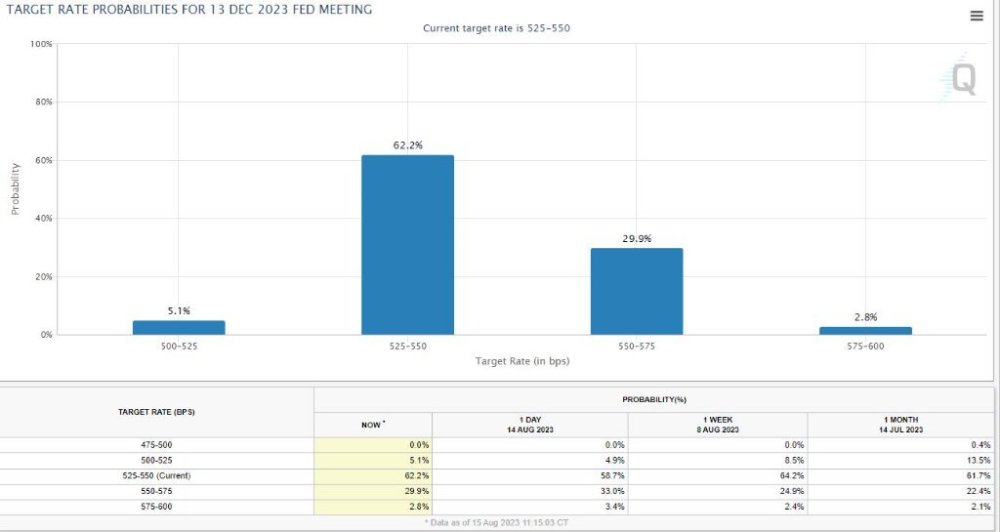 TARGET RATE PROBABILITIES FOR 13 DEC 2023 FED MEETING
Current target rate is 525-550
100%
80%
60%
40%
20%
0%
Probability
Q
5.1%
62.2%
29.9%
2.8%
500-525
525-550
550-575
575-600
Target Rate (in bps)
TARGET RATE (BPS)
PROBABILITY(%)
NOW *
1 DAY
14 AUG 2023
1 WEEK
8 AUG 2023
1 MONTH
14 JUL 2023
475-500 0.0% 0.0% 0.0% 0.4%
500-525 5.1% 4.9% 8.5% 13.5%
525-550 (Current) 62.2% 58.7% 64.2% 61.7%
550-575 29.9% 33.0% 24.9% 22.4%
575-600 2.8% 3.4% 2.4% 2.1%
* Data as of 15 Aug 2023 11:15:03 CT